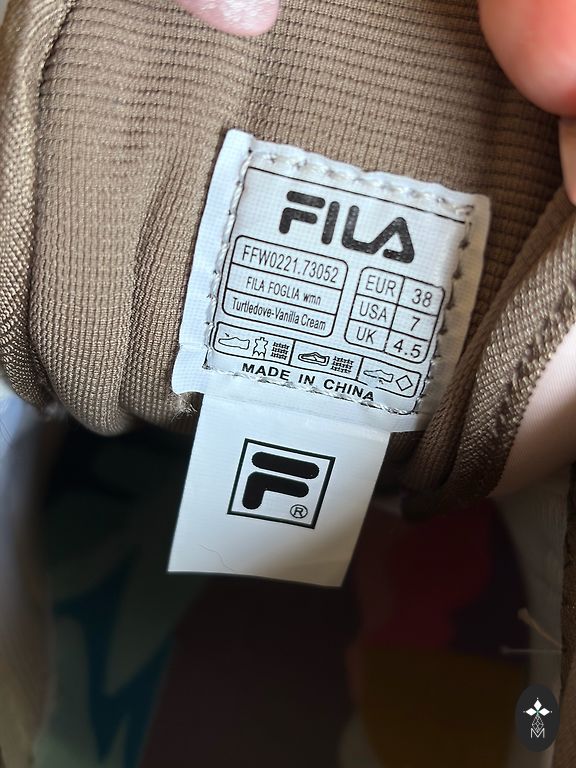 FILA
FFW0221.73052
FILA FOGLIA wmn
Turtledove-Vanilla Cream
EUR 38
USA 7
UK 4.5
MADE IN CHINA
F®
M